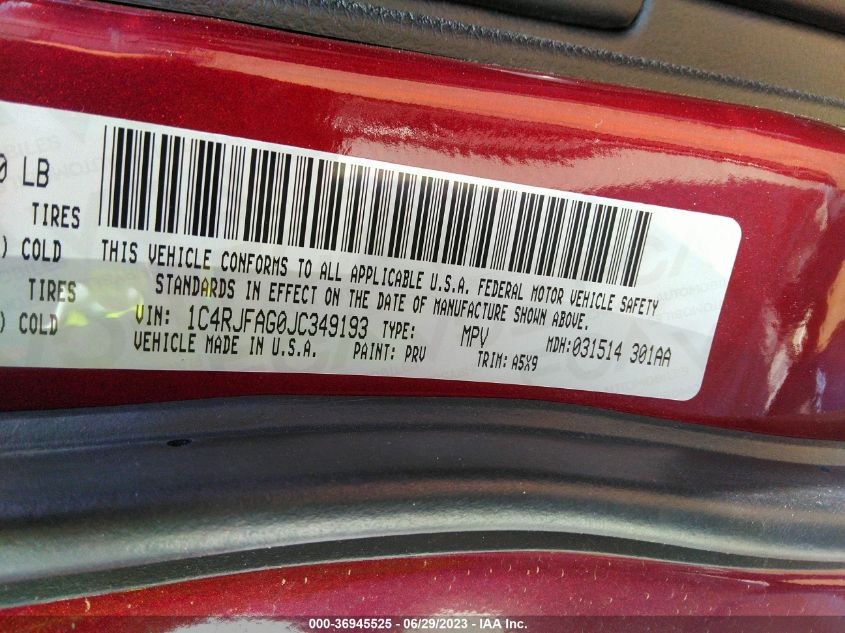 0 LB
TIRES
) COLD
TIRES
) COLD
THIS VEHICLE CONFORMS TO ALL APPLICABLE U.S.A. FEDERAL MOTOR VEHICLE SAFETY
STANDARDS IN EFFECT ON THE DATE OF MANUFACTURE SHOWN ABOVE.
VIN: 1C4RJFAG0JC349193 TYPE: MPV MDH:031514 301AA
VEHICLE MADE IN U.S.A. PAINT: PRV TRIM: A5X9
000-36945525 - 06/29/2023 - IAA Inc.